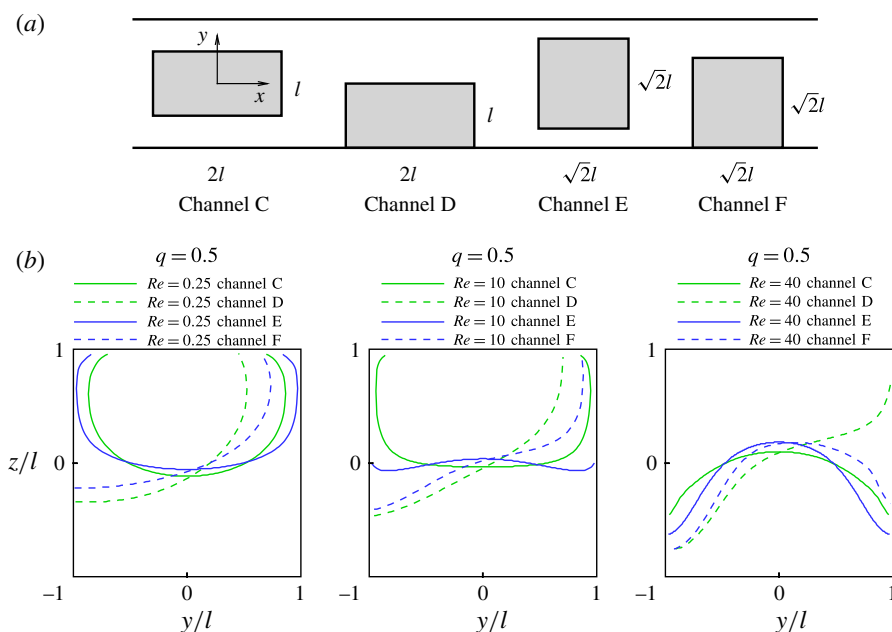 (a)
y
x
l
l
√2l
√2l
2l
2l
√2l
√2l
Channel C
Channel D
Channel E
Channel F
(b)
q = 0.5
q = 0.5
q = 0.5
Re = 0.25 channel C
Re = 0.25 channel D
Re = 0.25 channel E
Re = 0.25 channel F
Re = 10 channel C
Re = 10 channel D
Re = 10 channel E
Re = 10 channel F
Re = 40 channel C
Re = 40 channel D
Re = 40 channel E
Re = 40 channel F
1
1
1
z/l
0
0
0
−1
0
1
−1
0
1
−1
0
1
y/l
y/l
y/l